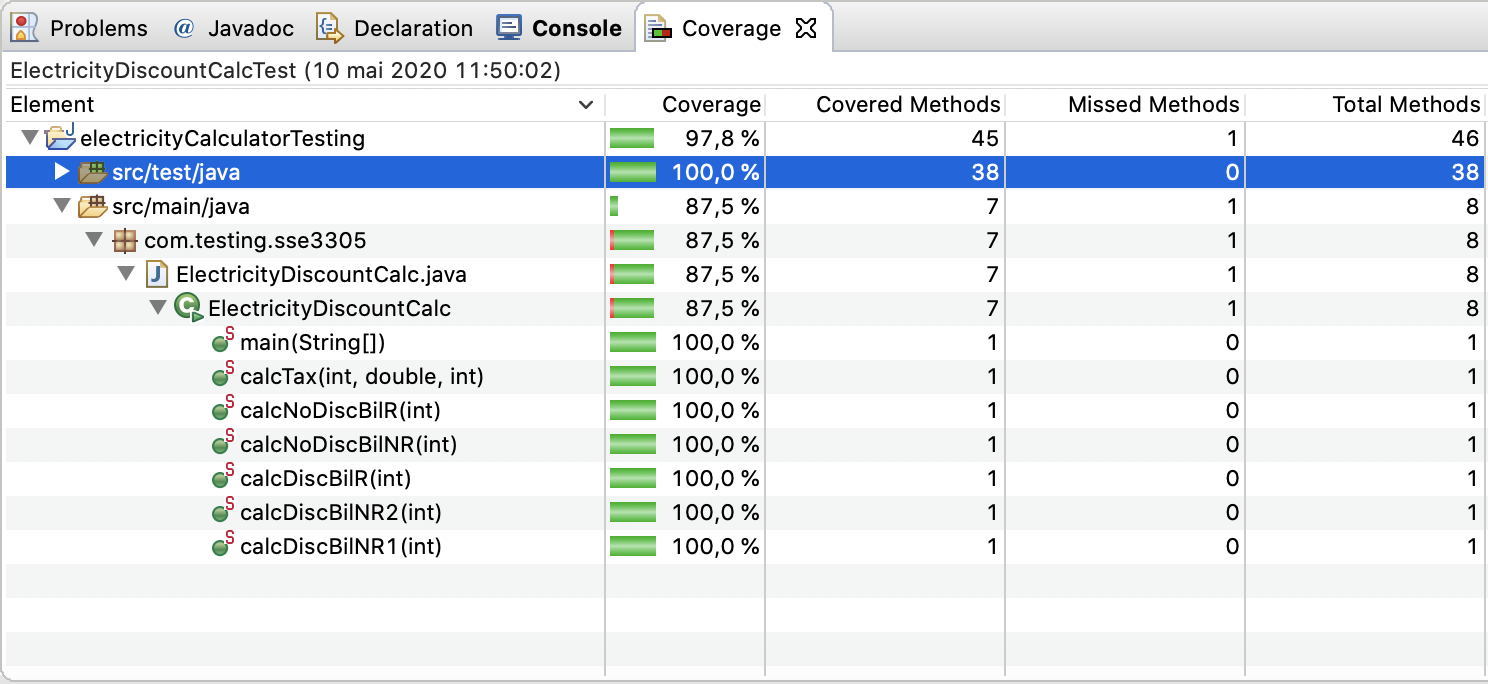 Problems @ Javadoc Declaration Console Coverage
ElectricityDiscountCalcTest (10 mai 2020 11:50:02)
Element Coverage Covered Methods Missed Methods Total Methods
electricityCalculatorTesting 97,8 % 45 1 46
src/test/java 100,0 % 38 0 38
src/main/java 87,5 % 7 1 8
com.testing.sse3305 87,5 % 7 1 8
ElectricityDiscountCalc.java 87,5 % 7 1 8
ElectricityDiscountCalc 87,5 % 7 1 8
main(String[]) 100,0 % 1 0 1
calcTax(int, double, int) 100,0 % 1 0 1
calcNoDiscBilR(int) 100,0 % 1 0 1
calcNoDiscBilNR(int) 100,0 % 1 0 1
calcDiscBilR(int) 100,0 % 1 0 1
calcDiscBilNR2(int) 100,0 % 1 0 1
calcDiscBilNR1(int) 100,0 % 1 0 1